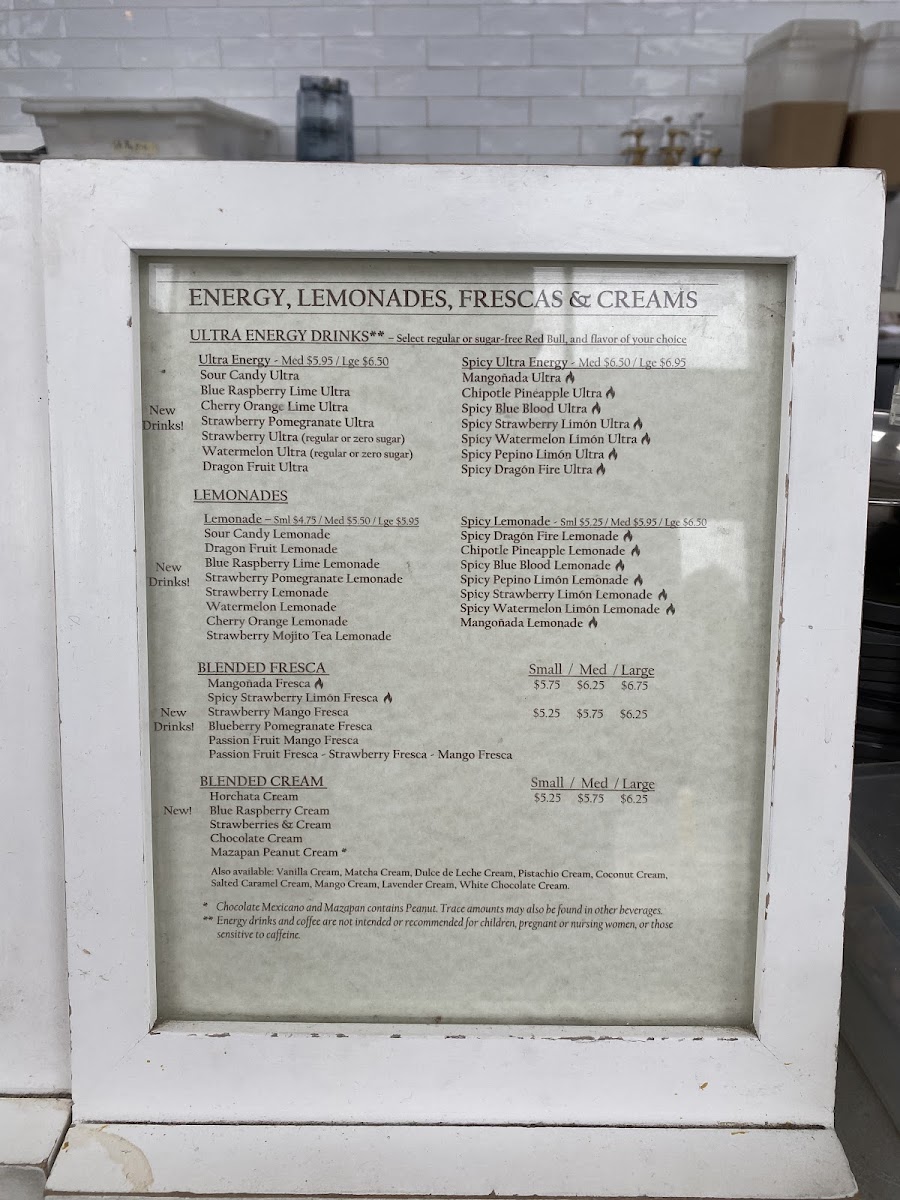 ENERGY, LEMONADES, FRESCAS & CREAMS
ULTRA ENERGY DRINKS** – Select regular or sugar-free Red Bull, and flavor of your choice
Ultra Energy - Med $5.95 / Lge $6.50
Sour Candy Ultra
Blue Raspberry Lime Ultra
Cherry Orange Lime Ultra
Strawberry Pomegranate Ultra
Strawberry Ultra (regular or zero sugar)
Watermelon Ultra (regular or zero sugar)
Dragon Fruit Ultra
New
Drinks!
Spicy Ultra Energy - Med $6.50 / Lge $6.95
Mangoñada Ultra
Chipotle Pineapple Ultra
Spicy Blue Blood Ultra
Spicy Strawberry Limón Ultra
Spicy Watermelon Limón Ultra
Spicy Pepino Limón Ultra
Spicy Dragón Fire Ultra
LEMONADES
Lemonade – Sml $4.75 / Med $5.50 / Lge $5.95
Sour Candy Lemonade
Dragon Fruit Lemonade
Blue Raspberry Lime Lemonade
Strawberry Pomegranate Lemonade
Strawberry Lemonade
Watermelon Lemonade
Cherry Orange Lemonade
Strawberry Mojito Tea Lemonade
New
Drinks!
Spicy Lemonade - Sml $5.25 / Med $5.95 / Lge $6.50
Spicy Dragón Fire Lemonade
Chipotle Pineapple Lemonade
Spicy Blue Blood Lemonade
Spicy Pepino Limón Lemonade
Spicy Strawberry Limón Lemonade
Spicy Watermelon Limón Lemonade
Mangoñada Lemonade
BLENDED FRESCA Small / Med / Large
Mangoñada Fresca $5.75 $6.25 $6.75
Spicy Strawberry Limón Fresca
Strawberry Mango Fresca $5.25 $5.75 $6.25
Blueberry Pomegranate Fresca
Passion Fruit Mango Fresca
Passion Fruit Fresca - Strawberry Fresca - Mango Fresca
New
Drinks!
BLENDED CREAM Small / Med / Large
Horchata Cream $5.25 $5.75 $6.25
New! Blue Raspberry Cream
Strawberries & Cream
Chocolate Cream
Mazapan Peanut Cream *
Also available: Vanilla Cream, Matcha Cream, Dulce de Leche Cream, Pistachio Cream, Coconut Cream,
Salted Caramel Cream, Mango Cream, Lavender Cream, White Chocolate Cream.
* Chocolate Mexicano and Mazapan contains Peanut. Trace amounts may also be found in other beverages.
** Energy drinks and coffee are not intended or recommended for children, pregnant or nursing women, or those
sensitive to caffeine.